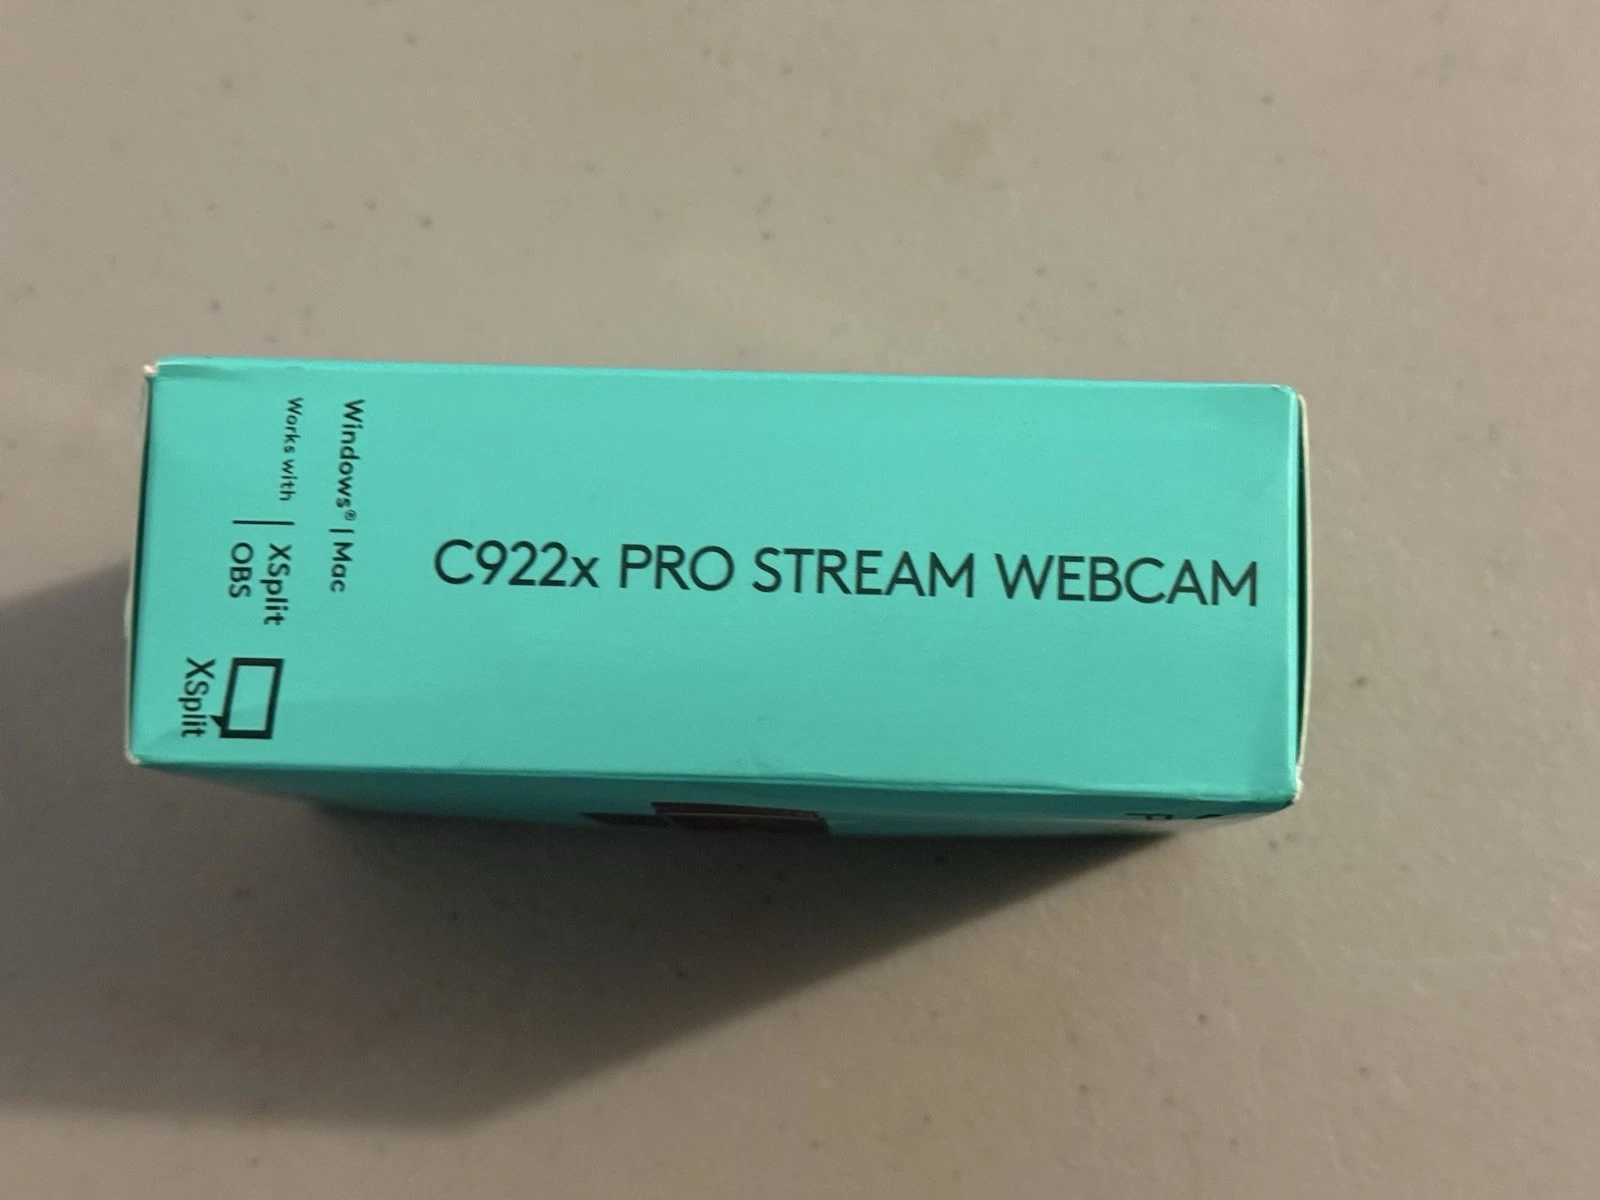 C922x PRO STREAM WEBCAM
Windows® | Mac
Works with | XSplit
| OBS
XSplit